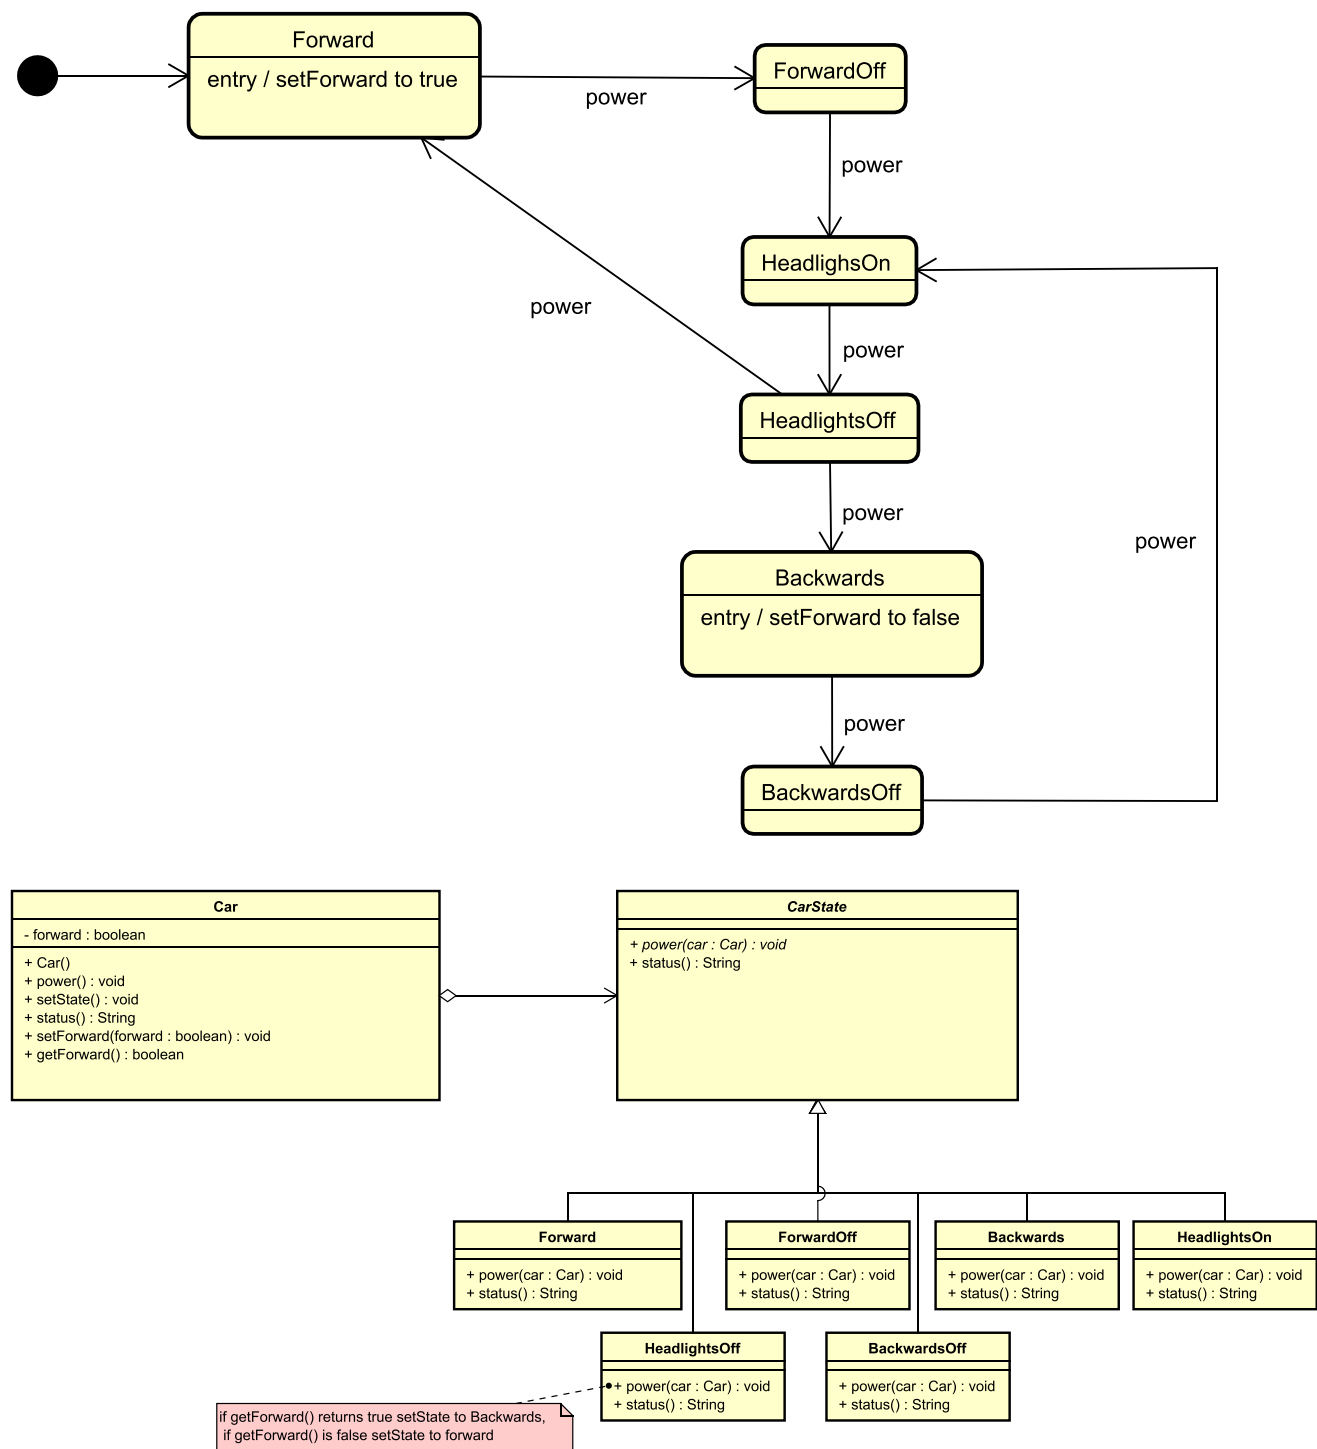 Forward
entry / setForward to true
power
ForwardOff
power
HeadlighsOn
power
power
HeadlightsOff
power
Backwards
entry / setForward to false
power
power
BackwardsOff
Car
- forward : boolean
+ Car()
+ power() : void
+ setState() : void
+ status() : String
+ setForward(forward : boolean) : void
+ getForward() : boolean
CarState
+ power(car : Car) : void
+ status() : String
Forward
+ power(car : Car) : void
+ status() : String
ForwardOff
+ power(car : Car) : void
+ status() : String
Backwards
+ power(car : Car) : void
+ status() : String
HeadlightsOn
+ power(car : Car) : void
+ status() : String
HeadlightsOff
+ power(car : Car) : void
+ status() : String
BackwardsOff
+ power(car : Car) : void
+ status() : String
if getForward() returns true setState to Backwards,
if getForward() is false setState to forward